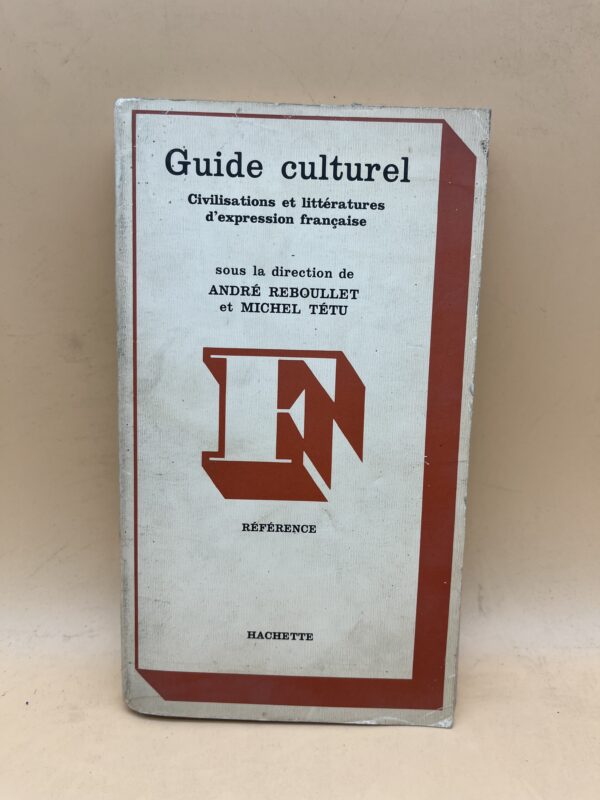 Guide culturel
Civilisations et littératures
d'expression française
sous la direction de
ANDRÉ REBOULLET
et MICHEL TÉTU
F
RÉFÉRENCE
HACHETTE